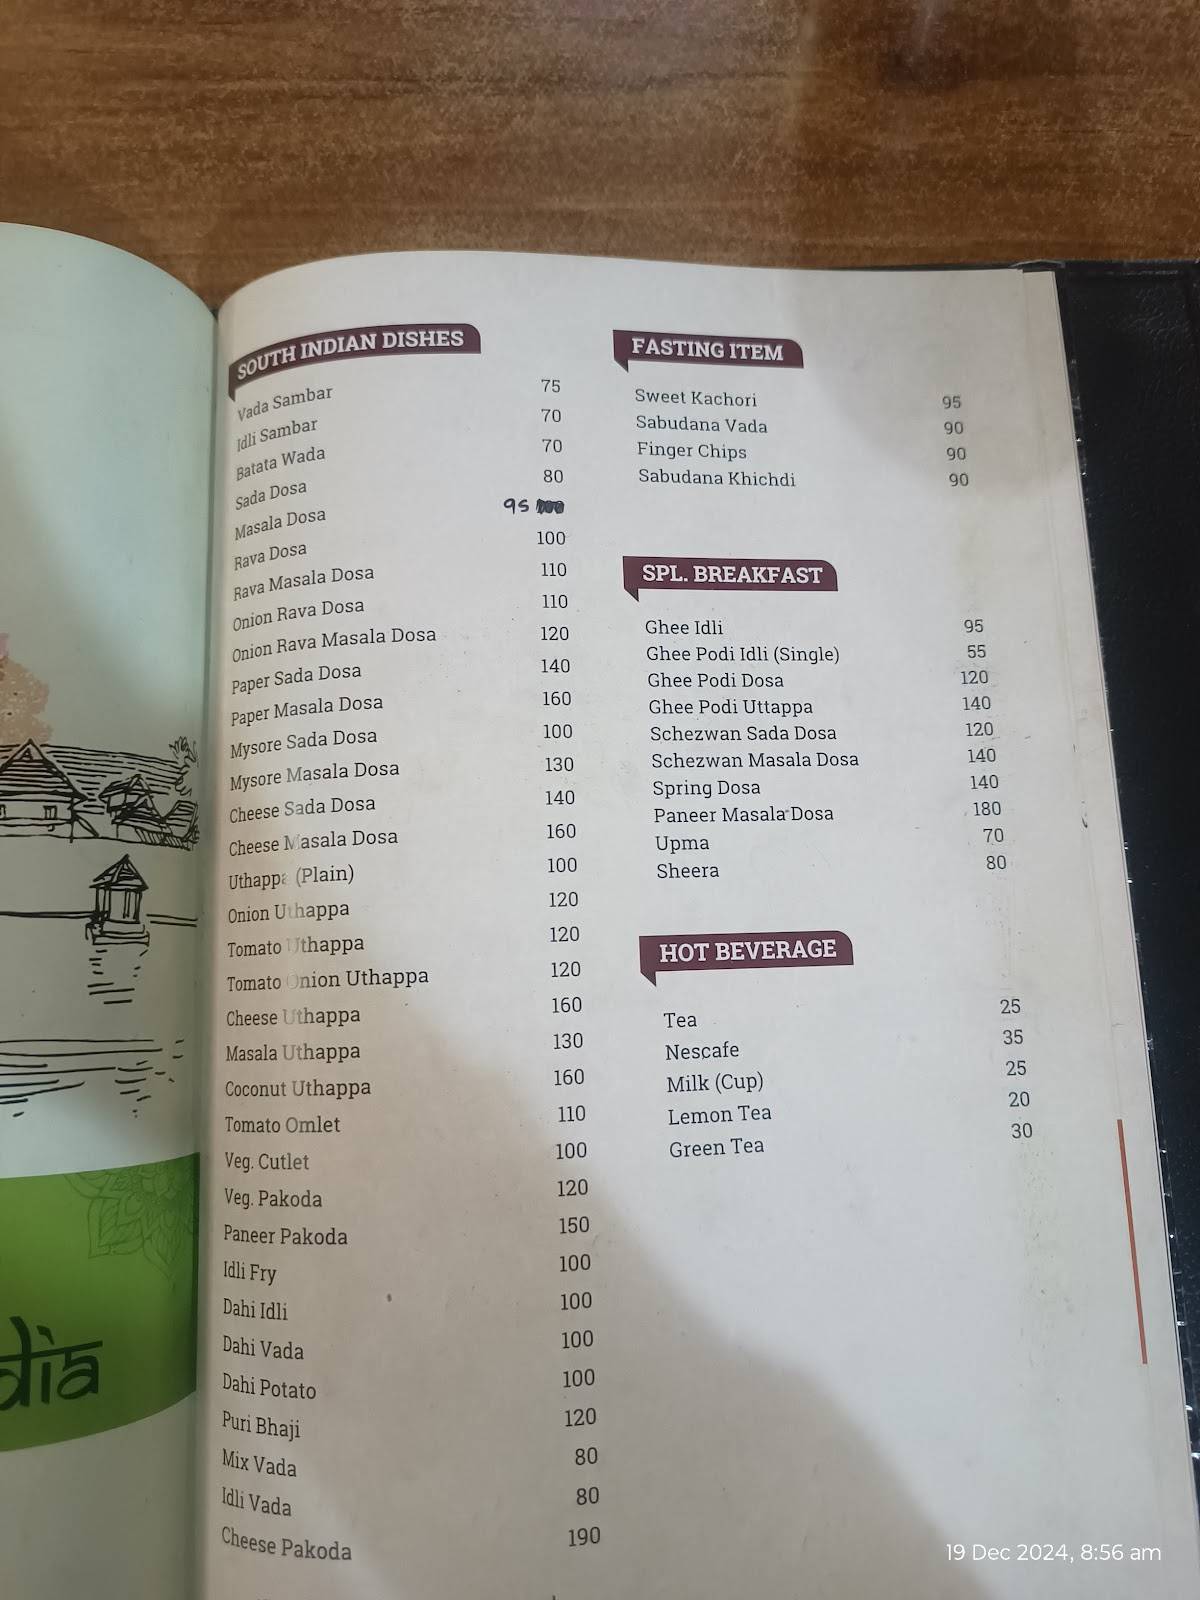 SOUTH INDIAN DISHES
Vada Sambar 75
Idli Sambar 70
Batata Wada 70
Sada Dosa 80
Masala Dosa 95
Rava Dosa 100
Rava Masala Dosa 110
Onion Rava Dosa 110
Onion Rava Masala Dosa 120
Paper Sada Dosa 140
Paper Masala Dosa 160
Mysore Sada Dosa 100
Mysore Masala Dosa 130
Cheese Sada Dosa 140
Cheese Masala Dosa 160
Uthappa (Plain) 100
Onion Uthappa 120
Tomato Uthappa 120
Tomato Onion Uthappa 120
Cheese Uthappa 160
Masala Uthappa 130
Coconut Uthappa 160
Tomato Omlet 110
Veg. Cutlet 100
Veg. Pakoda 120
Paneer Pakoda 150
Idli Fry 100
Dahi Idli 100
Dahi Vada 100
Dahi Potato 100
Puri Bhaji 120
Mix Vada 80
Idli Vada 80
Cheese Pakoda 190
FASTING ITEM
Sweet Kachori 95
Sabudana Vada 90
Finger Chips 90
Sabudana Khichdi 90
SPL. BREAKFAST
Ghee Idli 95
Ghee Podi Idli (Single) 55
Ghee Podi Dosa 120
Ghee Podi Uttappa 140
Schezwan Sada Dosa 120
Schezwan Masala Dosa 140
Spring Dosa 140
Paneer Masala Dosa 180
Upma 70
Sheera 80
HOT BEVERAGE
Tea 25
Nescafe 35
Milk (Cup) 25
Lemon Tea 20
Green Tea 30
dia
19 Dec 2024, 8:56 am